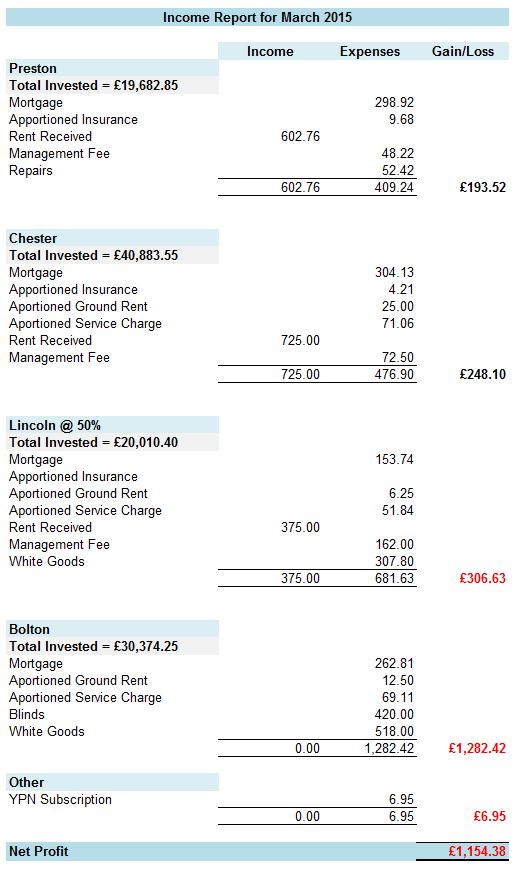 Income Report for March 2015
Income Expenses Gain/Loss
Preston
Total Invested = £19,682.85
Mortgage 298.92
Apportioned Insurance 9.68
Rent Received 602.76
Management Fee 48.22
Repairs 52.42
602.76 409.24 £193.52
Chester
Total Invested = £40,883.55
Mortgage 304.13
Apportioned Insurance 4.21
Aportioned Ground Rent 25.00
Aportioned Service Charge 71.06
Rent Received 725.00
Management Fee 72.50
725.00 476.90 £248.10
Lincoln @ 50%
Total Invested = £20,010.40
Mortgage 153.74
Apportioned Insurance
Aportioned Ground Rent 6.25
Aportioned Service Charge 51.84
Rent Received 375.00
Management Fee 162.00
White Goods 307.80
375.00 681.63 £306.63
Bolton
Total Invested = £30,374.25
Mortgage 262.81
Aportioned Ground Rent 12.50
Aportioned Service Charge 69.11
Blinds 420.00
White Goods 518.00
0.00 1,282.42 £1,282.42
Other
YPN Subscription 6.95
0.00 6.95 £6.95
Net Profit £1,154.38